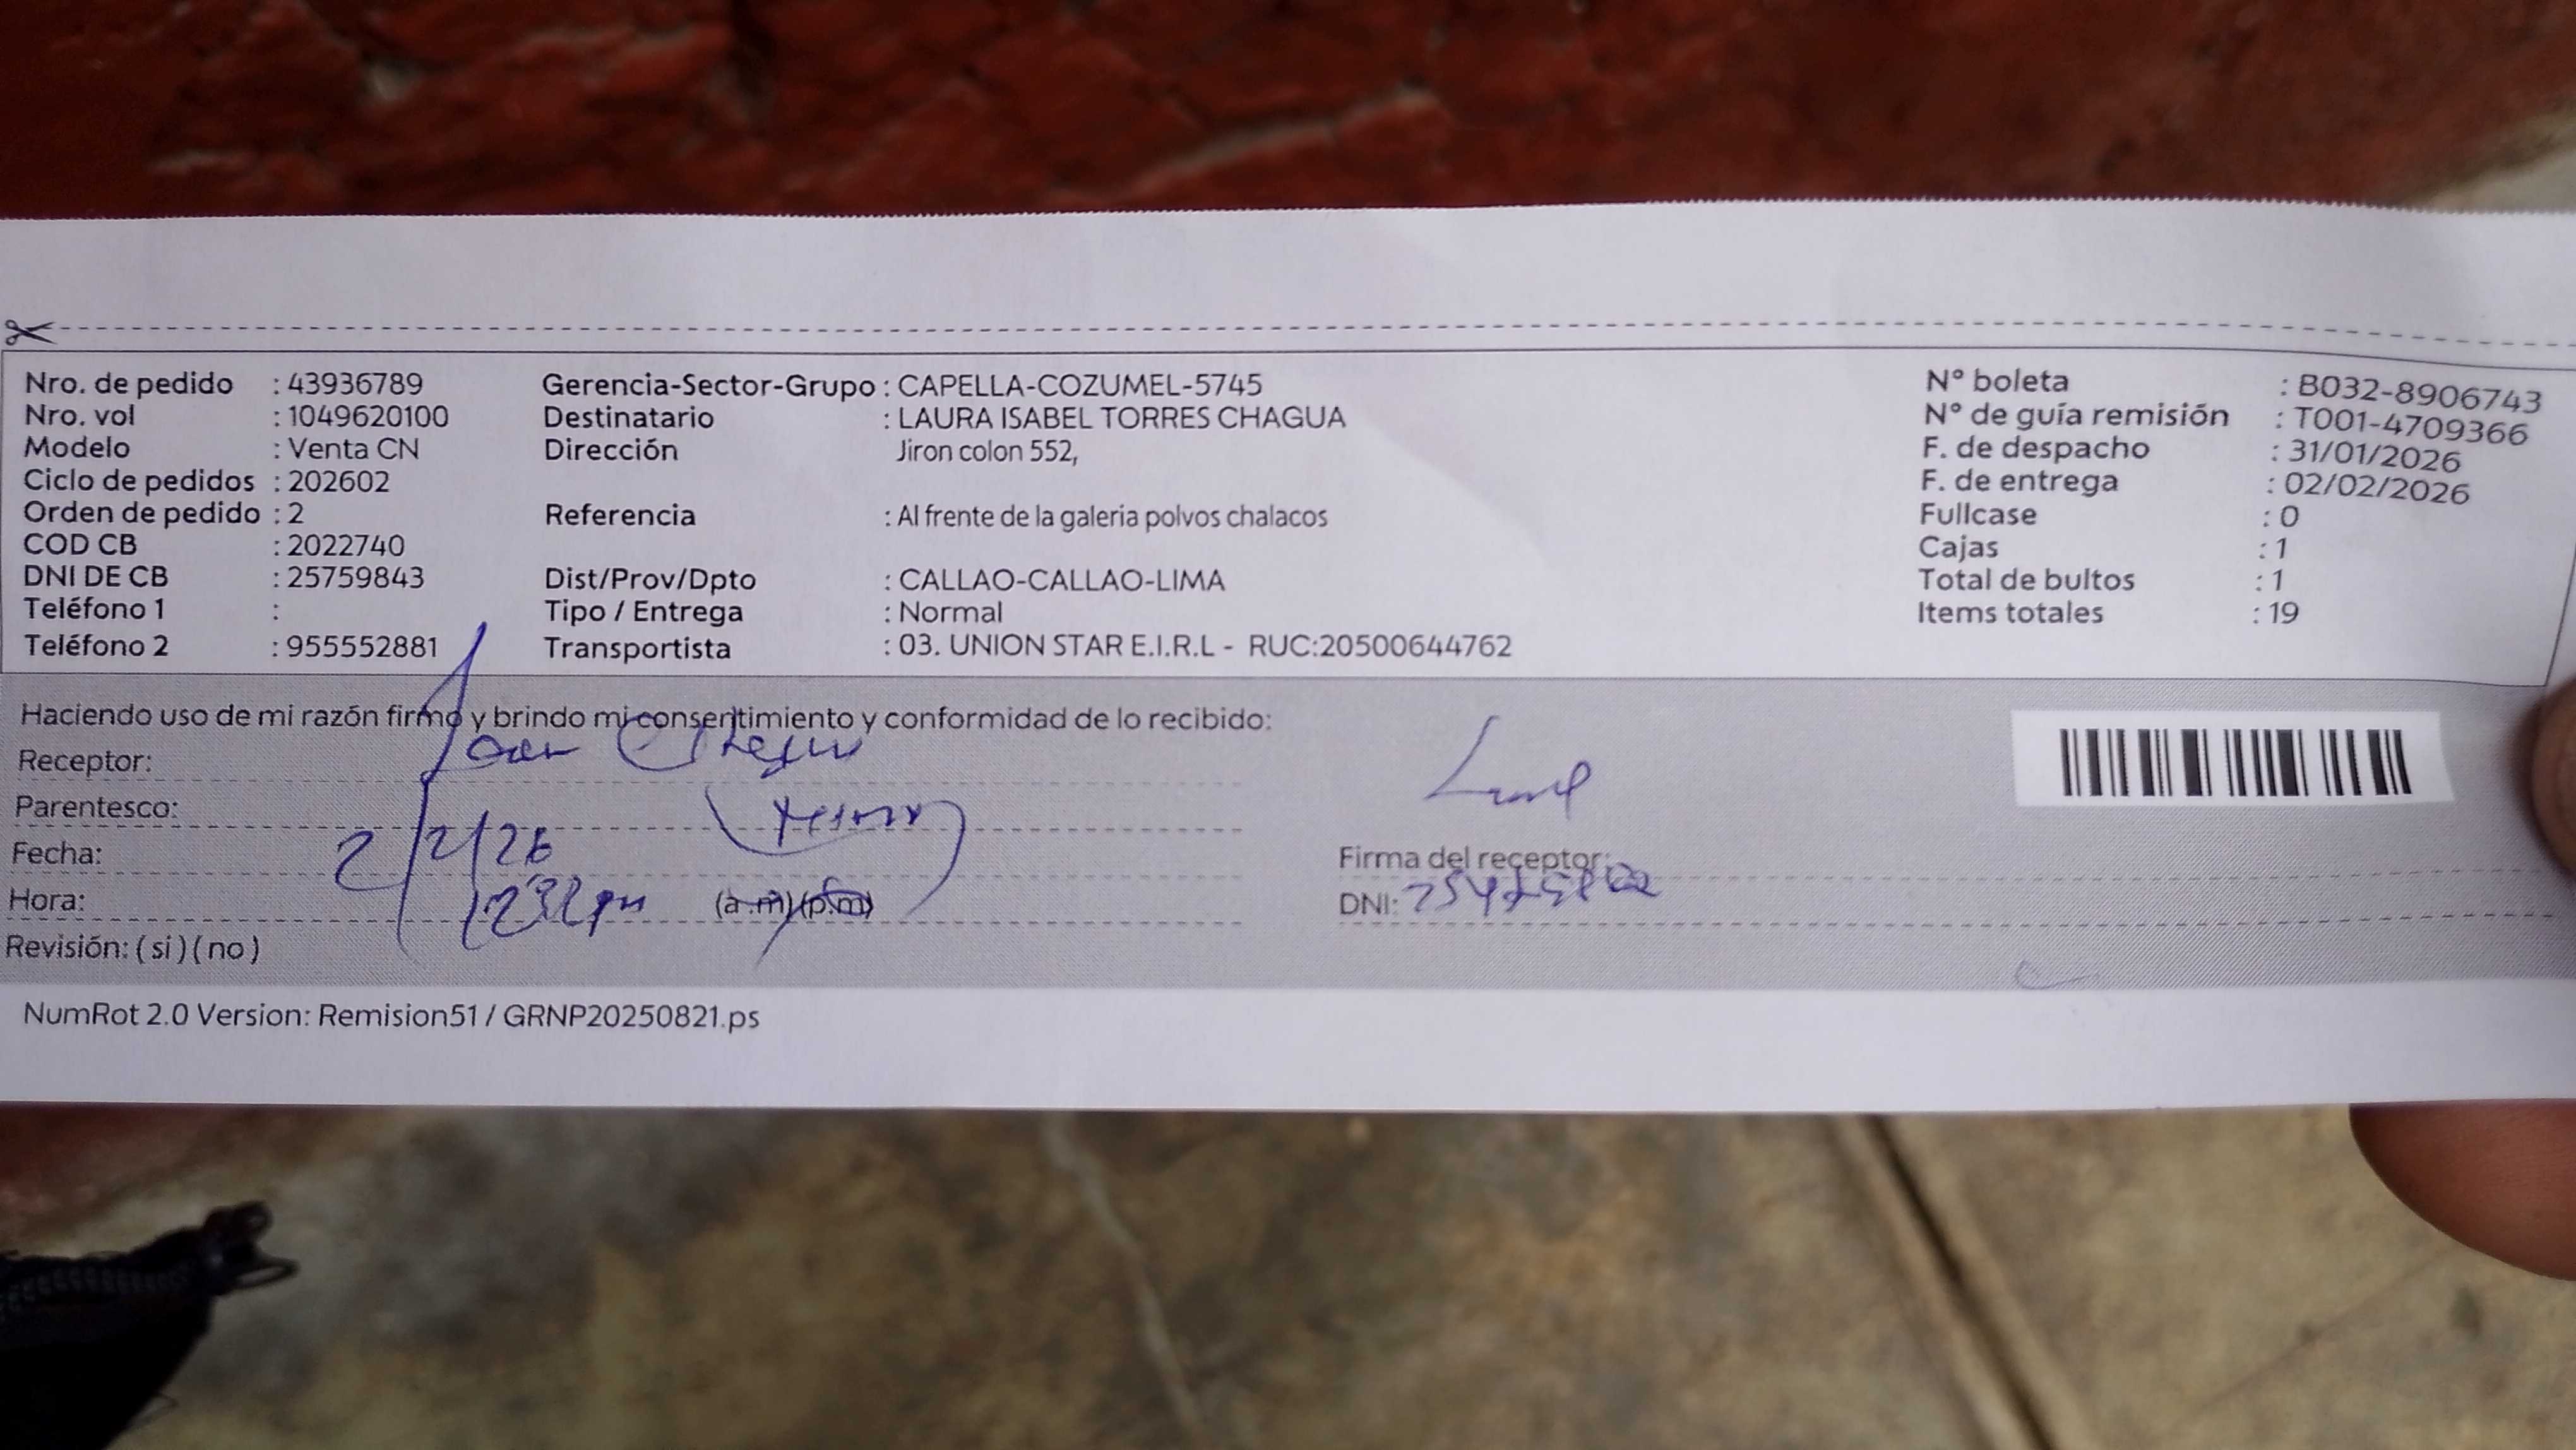 Nro. de pedido : 43936789
Nro. vol : 1049620100
Modelo : Venta CN
Ciclo de pedidos : 202602
Orden de pedido : 2
COD CB : 2022740
DNI DE CB : 25759843
Teléfono 1 :
Teléfono 2 : 955552881
Gerencia-Sector-Grupo : CAPELLA-COZUMEL-5745
Destinatario : LAURA ISABEL TORRES CHAGUA
Dirección Jiron colon 552,
Referencia : Al frente de la galeria polvos chalacos
Dist/Prov/Dpto : CALLAO-CALLAO-LIMA
Tipo / Entrega : Normal
Transportista : 03. UNION STAR E.I.R.L - RUC:20500644762
N° boleta : B032-8906743
N° de guía remisión : T001-4709366
F. de despacho : 31/01/2026
F. de entrega : 02/02/2026
Fullcase : 0
Cajas : 1
Total de bultos : 1
Items totales : 19
Haciendo uso de mi razón firmo y brindo mi consentimiento y conformidad de lo recibido:
Receptor:
Parentesco:
Fecha: 2/2/26
Hora: 1232pm (a.m)(p.m)
Revisión: (si)(no)
Firma del receptor:
DNI:
NumRot 2.0 Version: Remision51 / GRNP20250821.ps